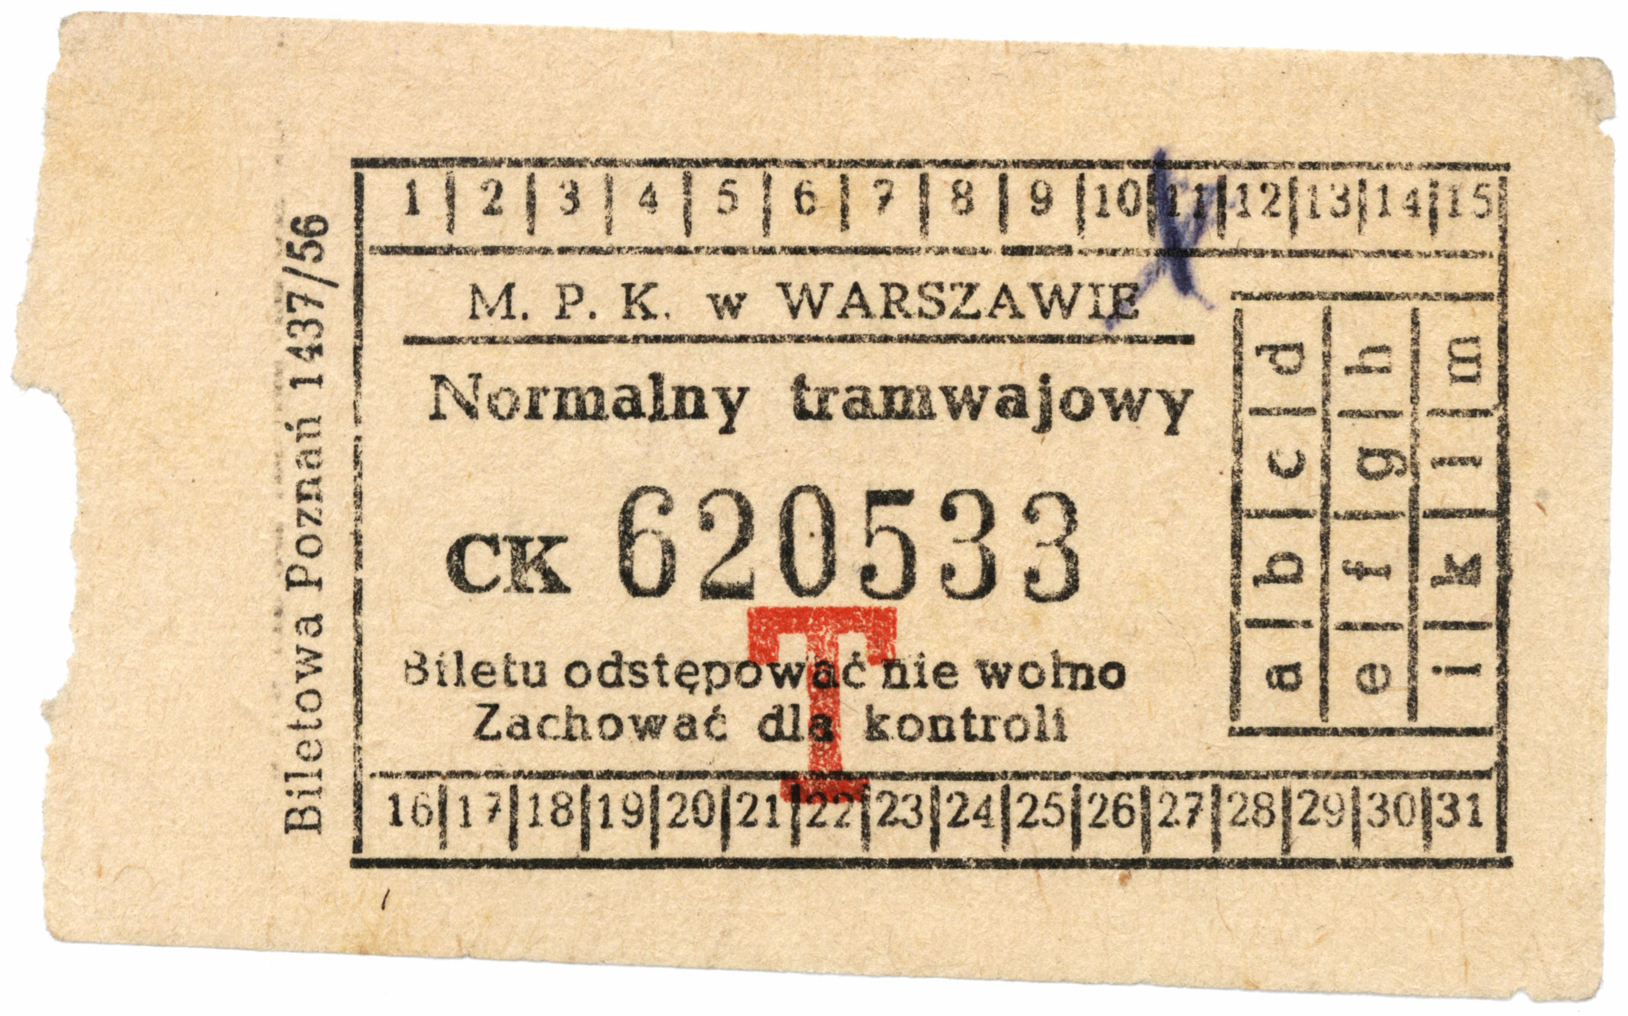 1 | 2 | 3 | 4 | 5 | 6 | 7 | 8 | 9 | 10 | 11 | 12 | 13 | 14 | 15
M. P. K. w WARSZAWIE
Normalny tramwajowy
CK 620533
T
Biletu odstępować nie wolno
Zachować dla kontroli
16 | 17 | 18 | 19 | 20 | 21 | 22 | 23 | 24 | 25 | 26 | 27 | 28 | 29 | 30 | 31
a | b | c | d
e | f | g | h
i | k | l | m
Biletowa Poznań 1437/56